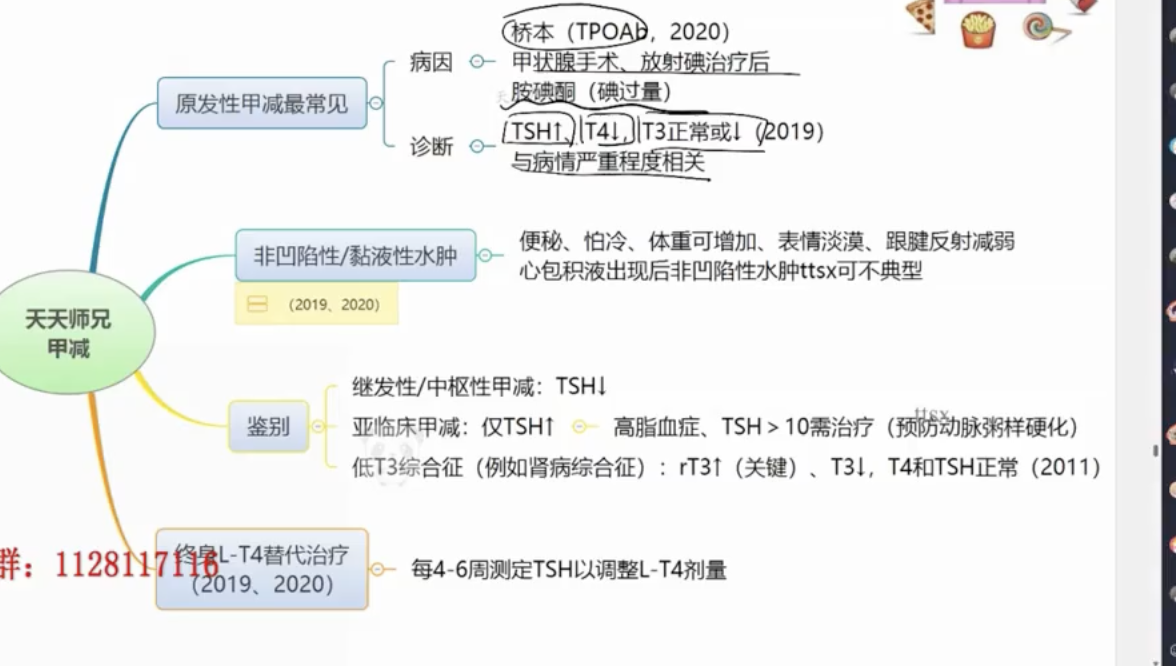 桥本（TPOAb，2020）
病因
甲状腺手术、放射碘治疗后
胺碘酮（碘过量）
原发性甲减最常见
诊断
TSH↑，T4↓，T3正常或↓（2019）
与病情严重程度相关
非凹陷性/黏液性水肿
便秘、怕冷、体重可增加、表情淡漠、跟腱反射减弱
心包积液出现后非凹陷性水肿ttsx可不典型
（2019、2020）
天天师兄
甲减
鉴别
继发性/中枢性甲减：TSH↓
ttsx
亚临床甲减：仅TSH↑
高脂血症、TSH＞10需治疗（预防动脉粥样硬化）
低T3综合征（例如肾病综合征）：rT3↑（关键）、T3↓，T4和TSH正常（2011）
终身L-T4替代治疗
（2019、2020）
每4-6周测定TSH以调整L-T4剂量
群：1128117116